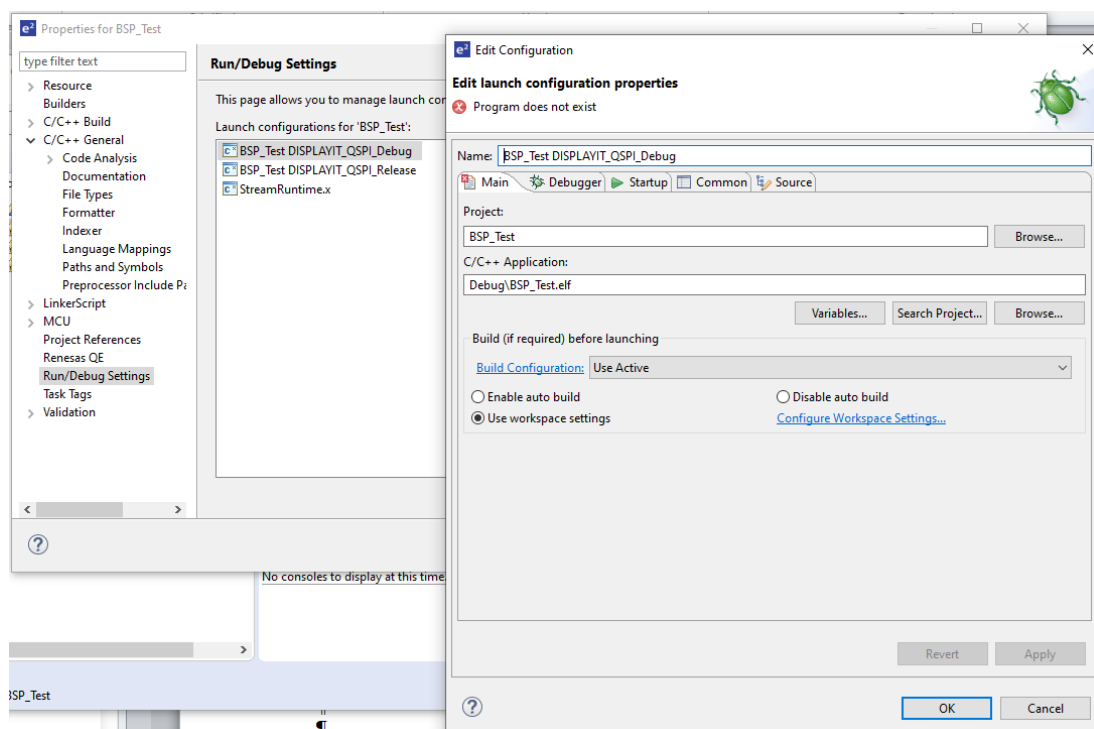 e² Properties for BSP_Test
type filter text
Resource
Builders
C/C++ Build
C/C++ General
Code Analysis
Documentation
File Types
Formatter
Indexer
Language Mappings
Paths and Symbols
Preprocessor Include Pa
LinkerScript
MCU
Project References
Renesas QE
Run/Debug Settings
Task Tags
Validation
Run/Debug Settings
This page allows you to manage launch cor
Launch configurations for 'BSP_Test':
BSP_Test DISPLAYIT_QSPI_Debug
BSP_Test DISPLAYIT_QSPI_Release
StreamRuntime.x
No consoles to display at this time.
BSP_Test
¶
e² Edit Configuration
Edit launch configuration properties
Program does not exist
Name: BSP_Test DISPLAYIT_QSPI_Debug
Main Debugger Startup Common Source
Project:
BSP_Test Browse...
C/C++ Application:
Debug\BSP_Test.elf
Variables... Search Project... Browse...
Build (if required) before launching
Build Configuration: Use Active
Enable auto build Disable auto build
Use workspace settings Configure Workspace Settings...
Revert Apply
OK Cancel